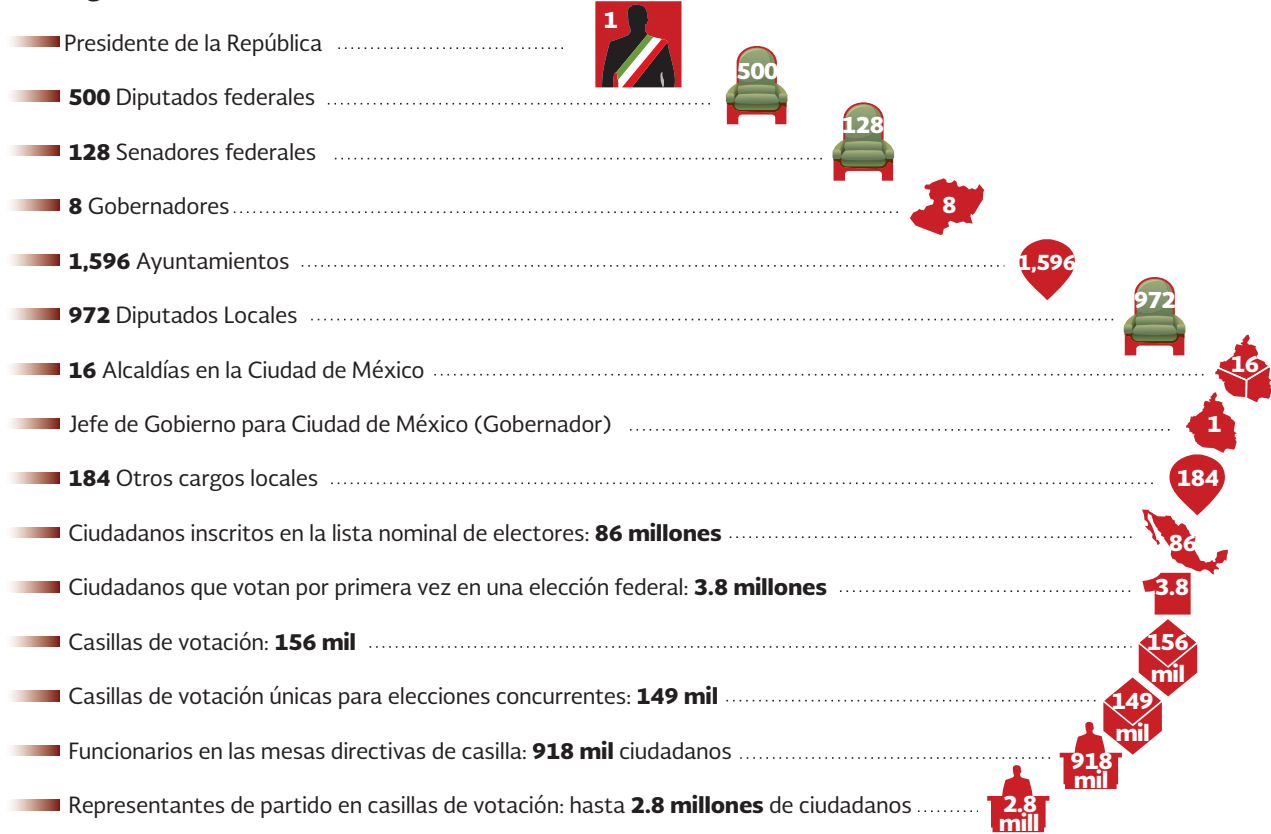 Presidente de la República ................................. 1
500 Diputados federales ................................. 500
128 Senadores federales ................................. 128
8 Gobernadores ................................. 8
1,596 Ayuntamientos ................................. 1,596
972 Diputados Locales ................................. 972
16 Alcaldías en la Ciudad de México ................................. 16
Jefe de Gobierno para Ciudad de México (Gobernador) ................................. 1
184 Otros cargos locales ................................. 184
Ciudadanos inscritos en la lista nominal de electores: 86 millones ................................. 86
Ciudadanos que votan por primera vez en una elección federal: 3.8 millones ................................. 3.8
Casillas de votación: 156 mil ................................. 156 mil
Casillas de votación únicas para elecciones concurrentes: 149 mil ................................. 149 mil
Funcionarios en las mesas directivas de casilla: 918 mil ciudadanos ................................. 918 mil
Representantes de partido en casillas de votación: hasta 2.8 millones de ciudadanos ......... 2.8 mill